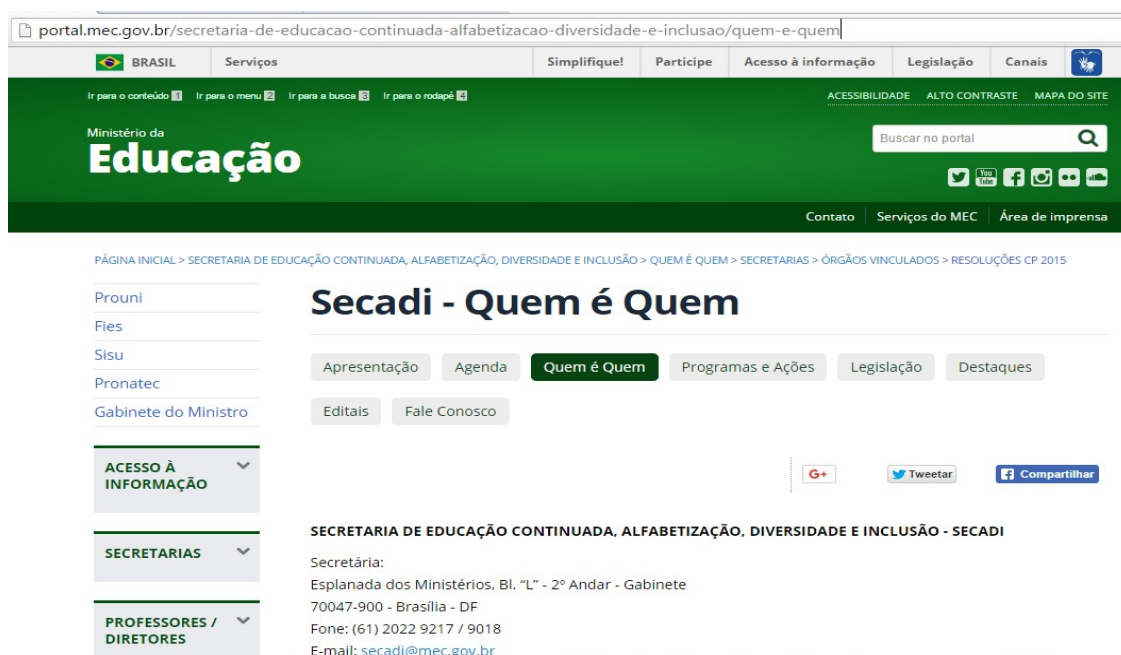 portal.mec.gov.br/secretaria-de-educacao-continuada-alfabetizacao-diversidade-e-inclusao/quem-e-quem
BRASIL Serviços Simplifique! Participe Acesso à informação Legislação Canais
Ir para o conteúdo 1 Ir para o menu 2 Ir para a busca 3 Ir para o rodapé 4 ACESSIBILIDADE ALTO CONTRASTE MAPA DO SITE
Ministério da
Educação
Buscar no portal
You Tube
Contato Serviços do MEC Área de imprensa
PÁGINA INICIAL > SECRETARIA DE EDUCAÇÃO CONTINUADA, ALFABETIZAÇÃO, DIVERSIDADE E INCLUSÃO > QUEM É QUEM > SECRETARIAS > ÓRGÃOS VINCULADOS > RESOLUÇÕES CP 2015
Prouni
Fies
Sisu
Pronatec
Gabinete do Ministro
ACESSO À
INFORMAÇÃO
SECRETARIAS
PROFESSORES /
DIRETORES
Secadi - Quem é Quem
Apresentação Agenda Quem é Quem Programas e Ações Legislação Destaques
Editais Fale Conosco
G+ Tweetar Compartilhar
SECRETARIA DE EDUCAÇÃO CONTINUADA, ALFABETIZAÇÃO, DIVERSIDADE E INCLUSÃO - SECADI
Secretária:
Esplanada dos Ministérios, Bl. “L” - 2º Andar - Gabinete
70047-900 - Brasília - DF
Fone: (61) 2022 9217 / 9018
E-mail: secadi@mec.gov.br